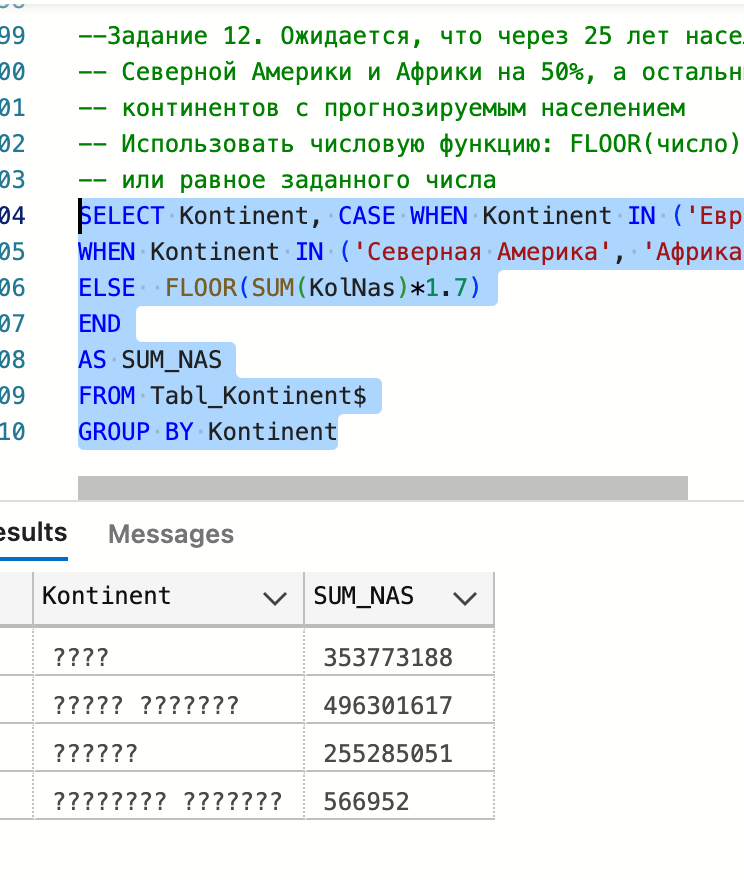 99 --Задание 12. Ожидается, что через 25 лет
00 -- Северной Америки и Африки на 50%, а
01 -- континентов с прогнозируемым населением
02 -- Использовать числовую функцию: FLOOR(число)
03 -- или равное заданного числа
04 SELECT Kontinent, CASE WHEN Kontinent IN ('Евр
05 WHEN Kontinent IN ('Северная Америка', 'Африка
06 ELSE  FLOOR(SUM(KolNas)*1.7)
07 END
08 AS SUM_NAS
09 FROM Tabl_Kontinent$
10 GROUP BY Kontinent
esults Messages
Kontinent SUM_NAS
???? 353773188
????? ??????? 496301617
?????? 255285051
???????? ??????? 566952